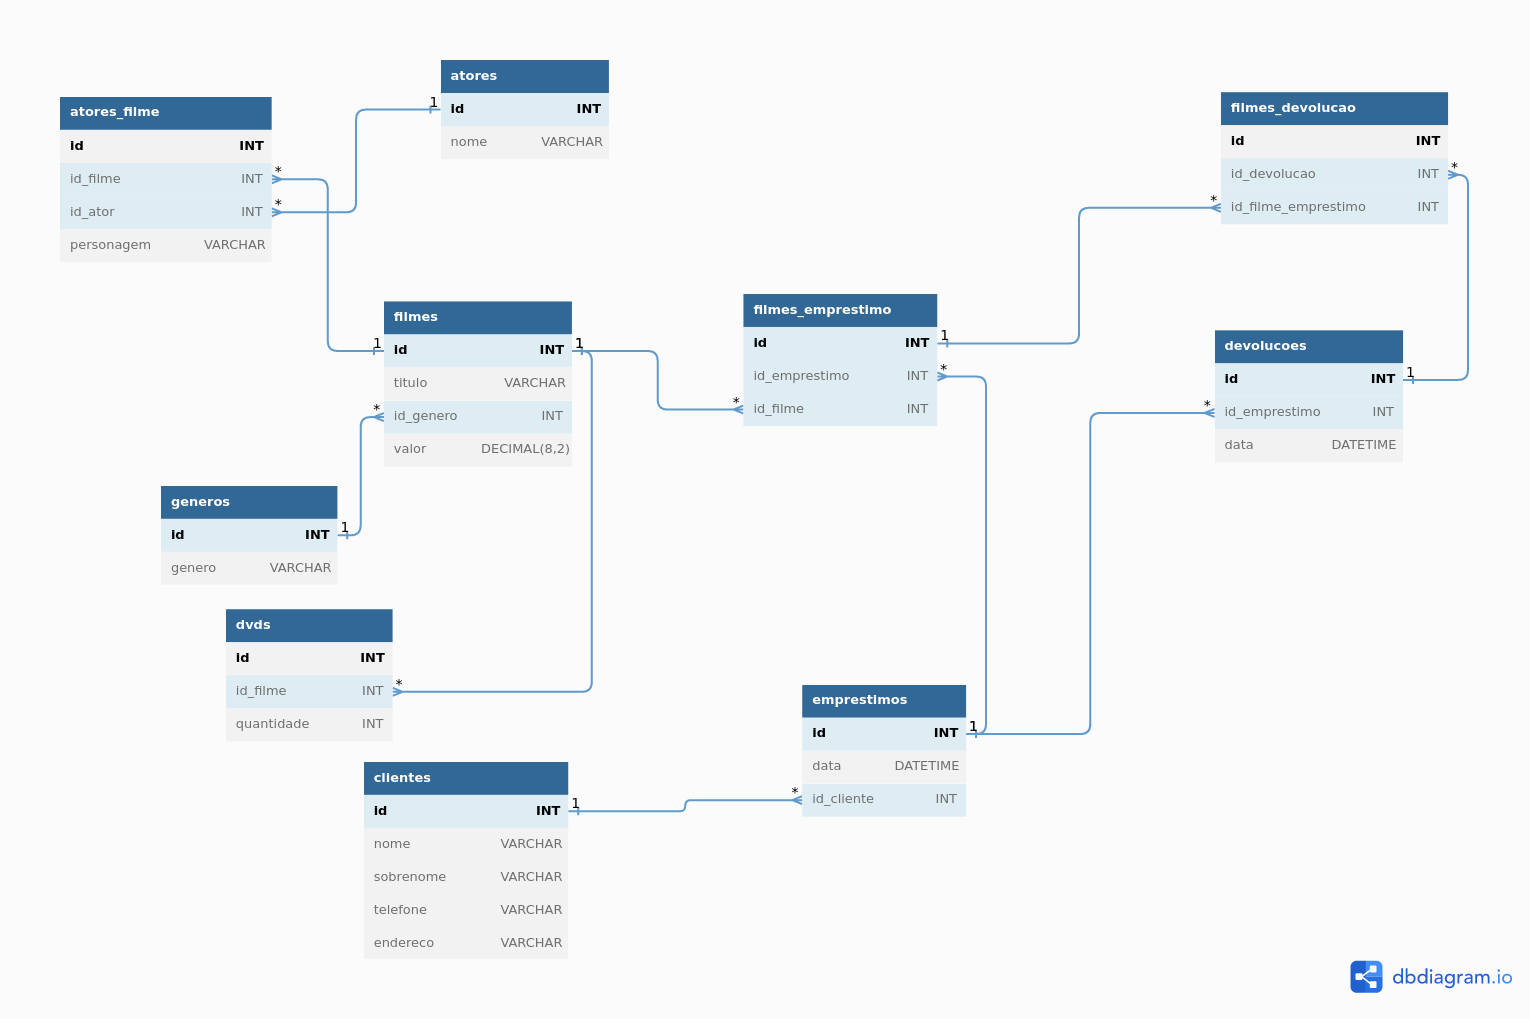 atores
1
id INT
nome VARCHAR
atores_filme
id INT
id_filme INT *
id_ator INT *
personagem VARCHAR
filmes_devolucao
id INT
id_devolucao INT *
* id_filme_emprestimo INT
filmes
1 id INT 1
titulo VARCHAR
* id_genero INT
valor DECIMAL(8,2)
filmes_emprestimo
id INT 1
id_emprestimo INT *
* id_filme INT
devolucoes
id INT 1
* id_emprestimo INT
data DATETIME
generos
id INT 1
genero VARCHAR
dvds
id INT
id_filme INT *
quantidade INT
emprestimos
id INT 1
data DATETIME
* id_cliente INT
clientes
id INT 1
nome VARCHAR
sobrenome VARCHAR
telefone VARCHAR
endereco VARCHAR
dbdiagram.io